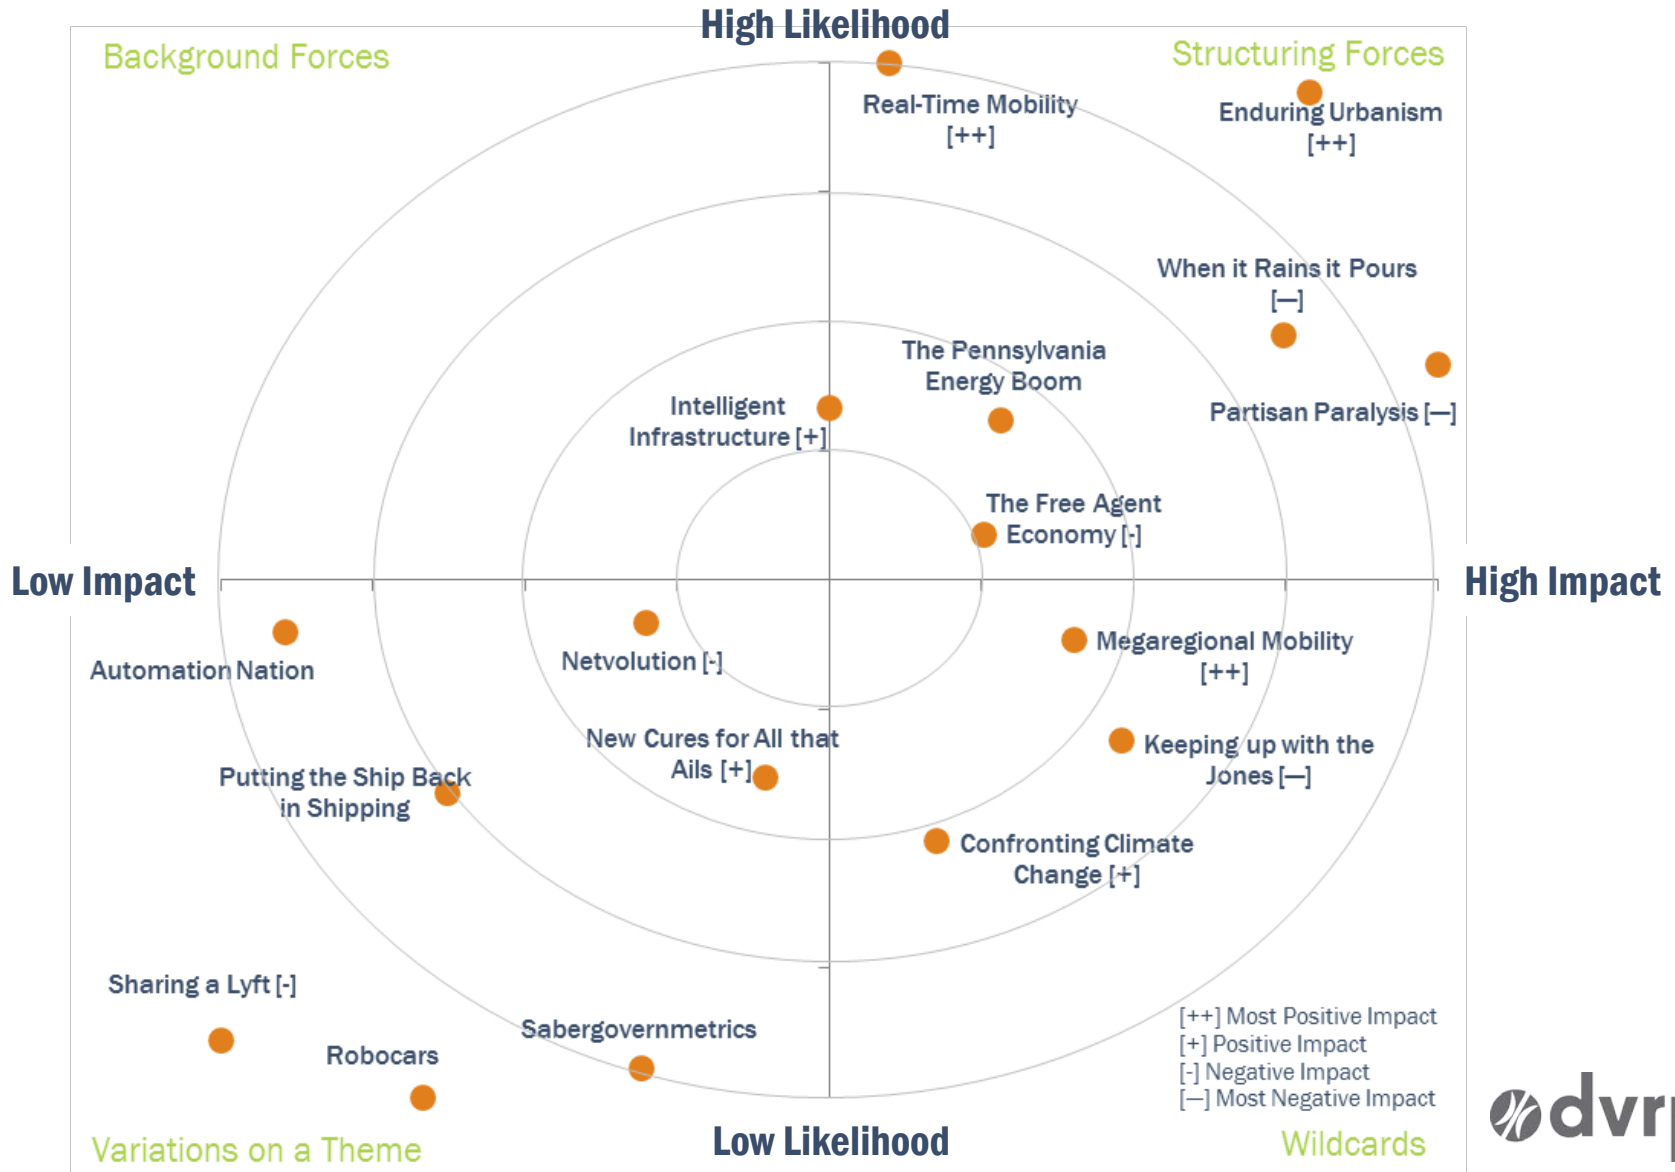 High Likelihood
Background Forces
Structuring Forces
Real-Time Mobility
[++]
Enduring Urbanism
[++]
When it Rains it Pours
[—]
The Pennsylvania
Energy Boom
Intelligent
Infrastructure [+]
Partisan Paralysis [—]
The Free Agent
Economy [-]
Low Impact
High Impact
Automation Nation
Netvolution [-]
Megaregional Mobility
[++]
New Cures for All that
Ails [+]
Keeping up with the
Jones [—]
Putting the Ship Back
in Shipping
Confronting Climate
Change [+]
Sharing a Lyft [-]
Robocars
Sabergovernmetrics
[++] Most Positive Impact
[+] Positive Impact
[-] Negative Impact
[—] Most Negative Impact
Variations on a Theme
Low Likelihood
Wildcards